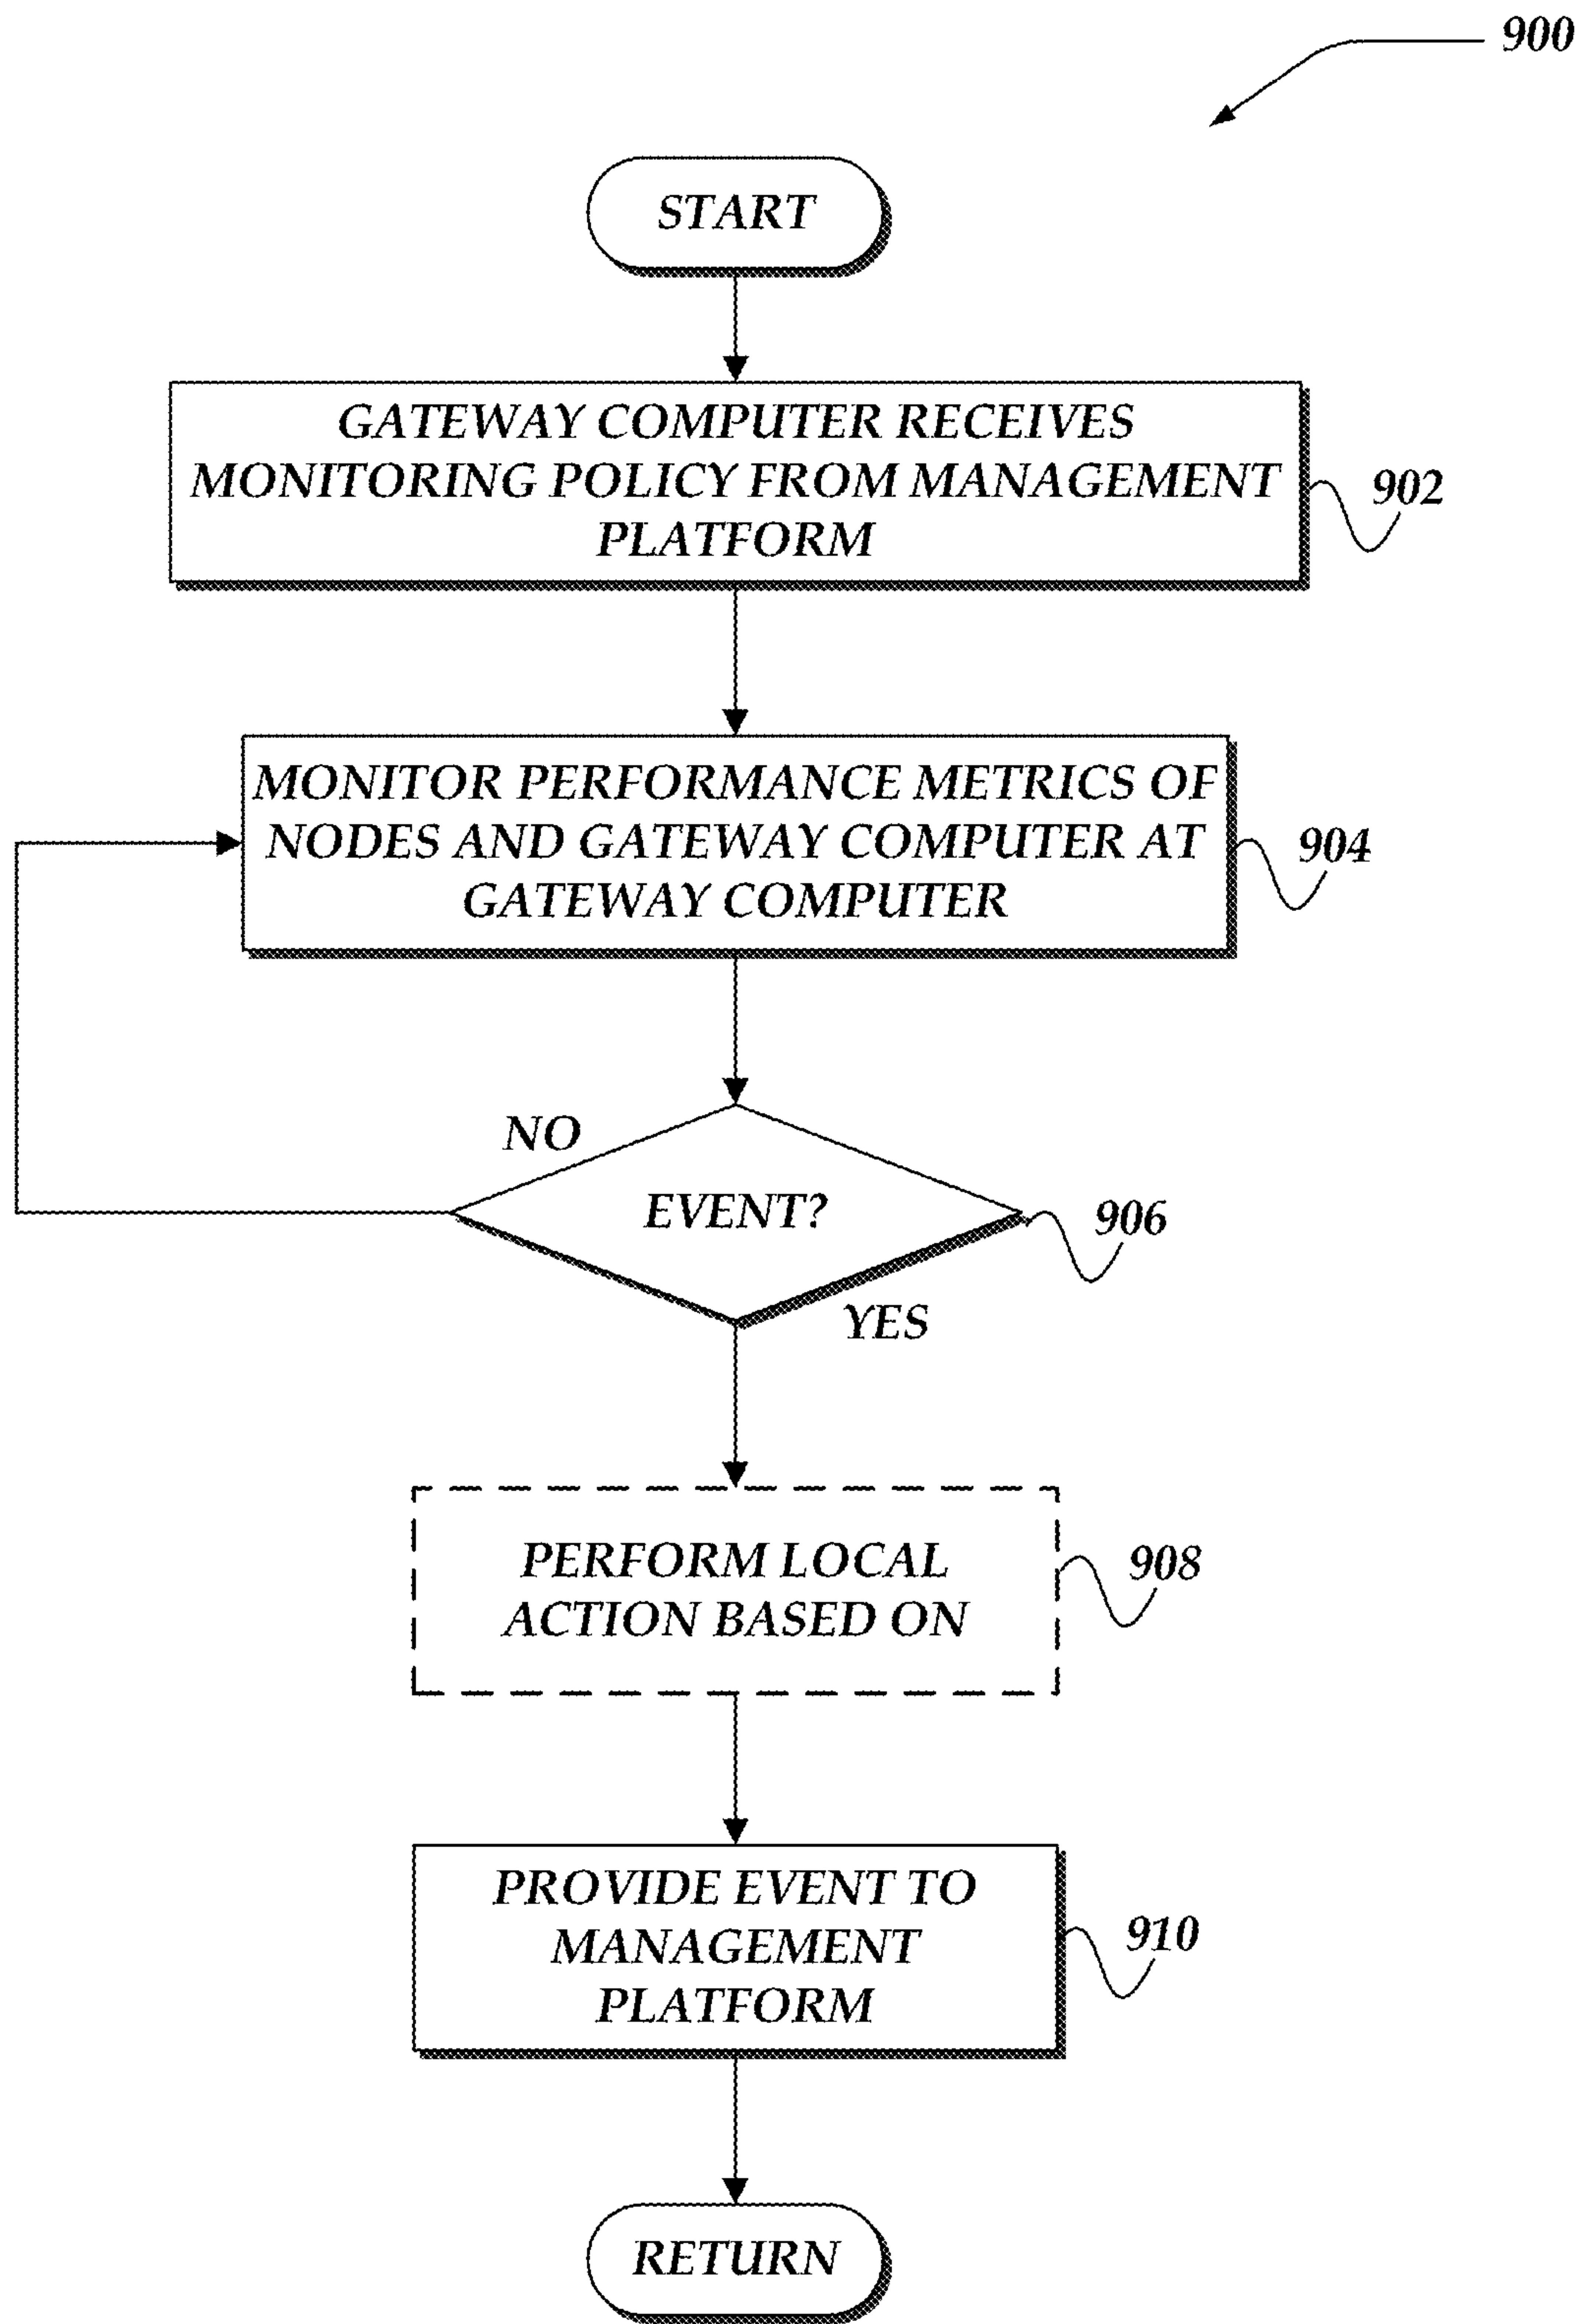 900
START
GATEWAY COMPUTER RECEIVES
MONITORING POLICY FROM MANAGEMENT
PLATFORM
902
MONITOR PERFORMANCE METRICS OF
NODES AND GATEWAY COMPUTER AT
GATEWAY COMPUTER
904
NO
EVENT?
906
YES
PERFORM LOCAL
ACTION BASED ON
908
PROVIDE EVENT TO
MANAGEMENT
PLATFORM
910
RETURN